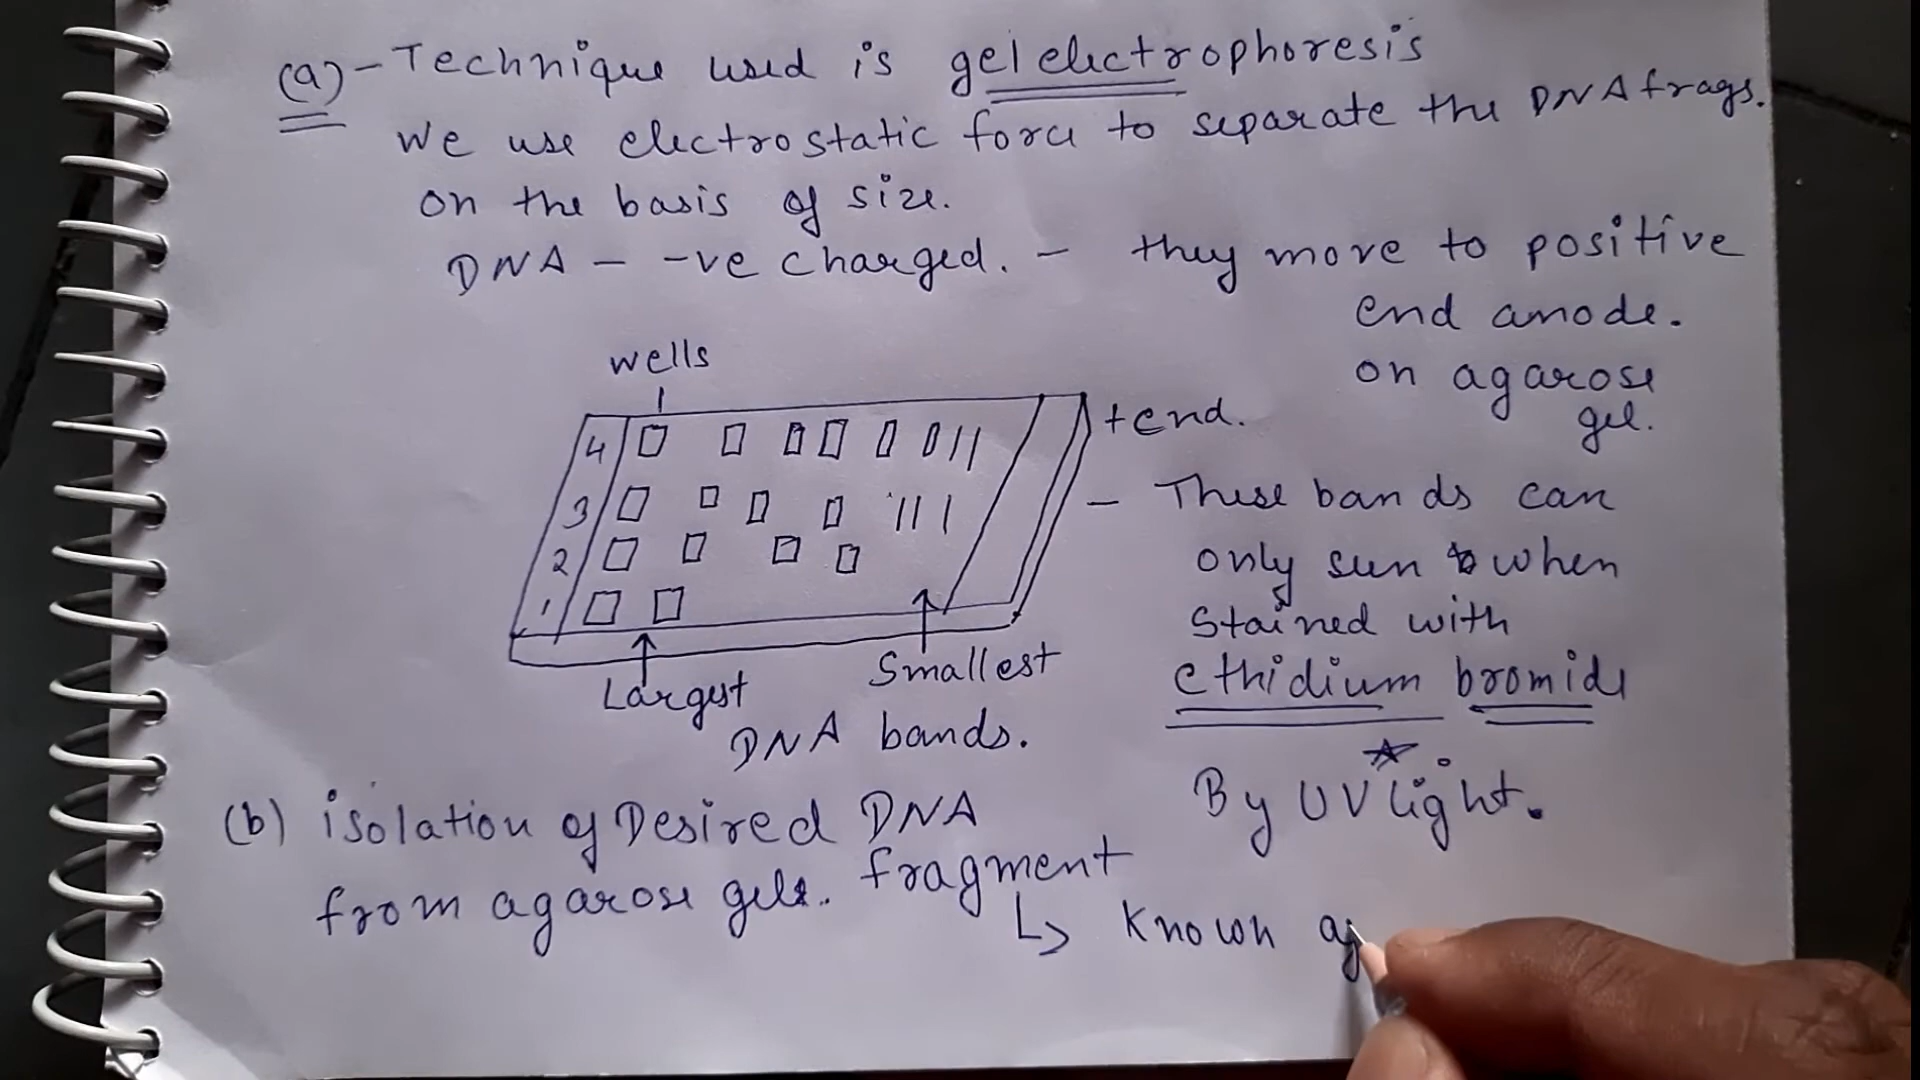 (a) - Technique used is gel electrophoresis
We use electrostatic force to separate the DNA frags.
on the basis of size.
DNA - -ve charged. - they move to positive
end anode.
on agarose
gel.
wells
+ end.
4
3
2
1
Largest
Smallest
DNA bands.
- These bands can
only seen when
stained with
ethidium bromide
By UV light.
(b) isolation of Desired DNA
fragment
from agarose gels.
↳ Known